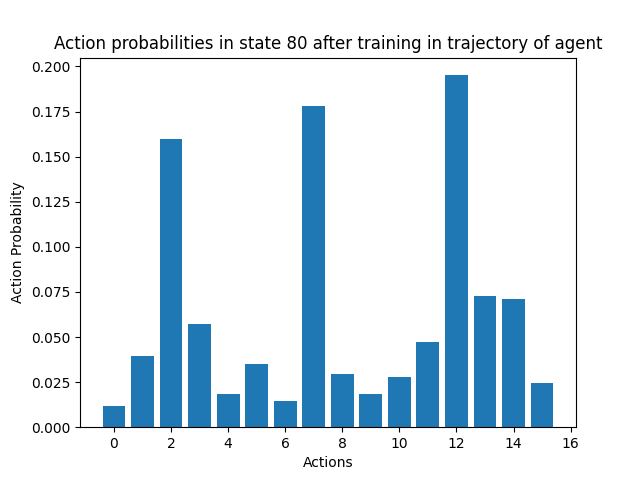 Action probabilities in state 80 after training in trajectory of agent
0.200
0.175
0.150
0.125
0.100
0.075
0.050
0.025
0.000
Action Probability
0 2 4 6 8 10 12 14 16
Actions